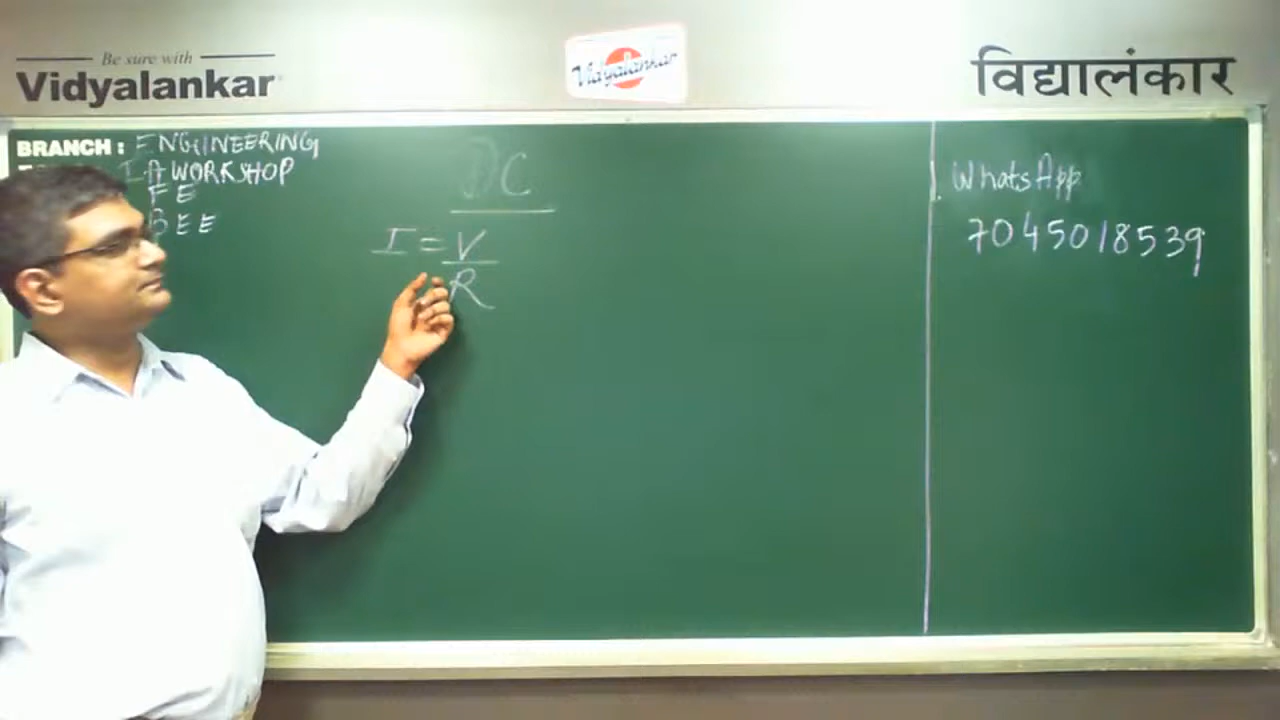 Be sure with
Vidyalankar
Vidyalankar
विद्यालंकार
BRANCH : ENGINEERING
IA WORKSHOP
FE
BEE
DC
I = V
R
WhatsApp
7045018539